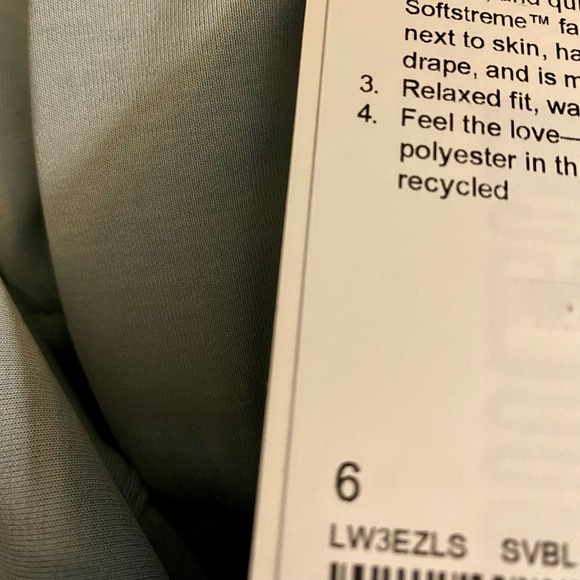 Softstreme™ fa
next to skin, ha
drape, and is m
3. Relaxed fit, wa
4. Feel the love—
polyester in th
recycled
6
LW3EZLS SVBL